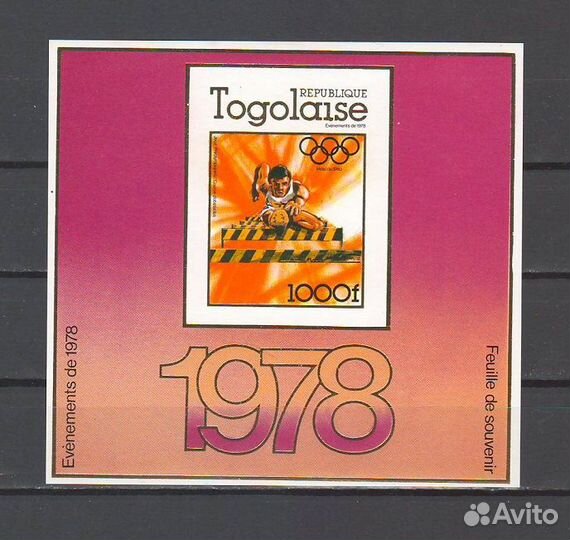 REPUBLIQUE
Togolaise
Evénements de 1978
1000f
1978
Evénements de 1978
Feuille de souvenir
Avito